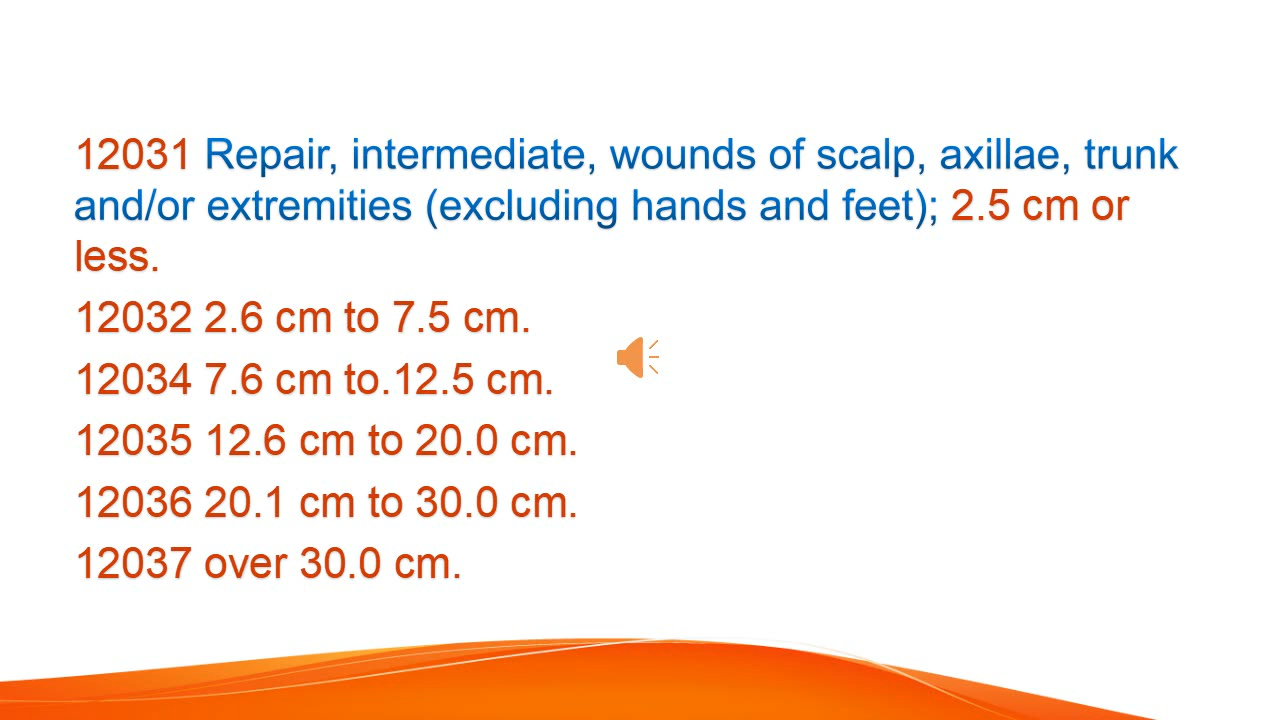 12031 Repair, intermediate, wounds of scalp, axillae, trunk
and/or extremities (excluding hands and feet); 2.5 cm or
less.
12032 2.6 cm to 7.5 cm.
12034 7.6 cm to.12.5 cm.
12035 12.6 cm to 20.0 cm.
12036 20.1 cm to 30.0 cm.
12037 over 30.0 cm.